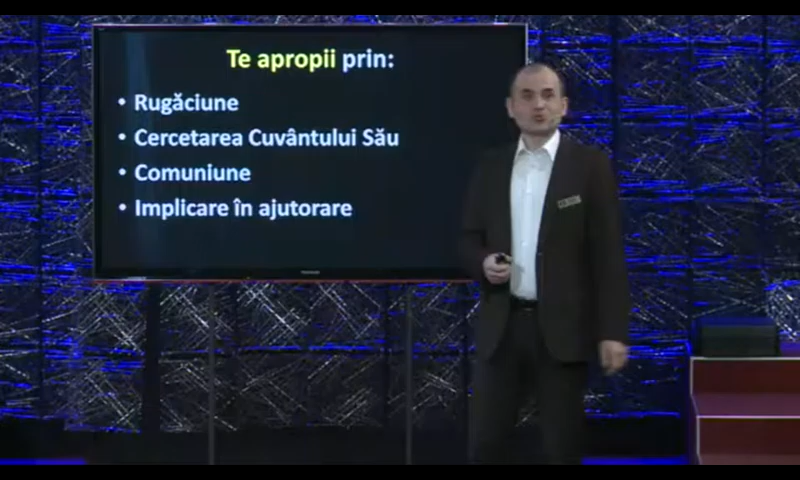 Te apropii prin:
• Rugăciune
• Cercetarea Cuvântului Său
• Comuniune
• Implicare în ajutorare